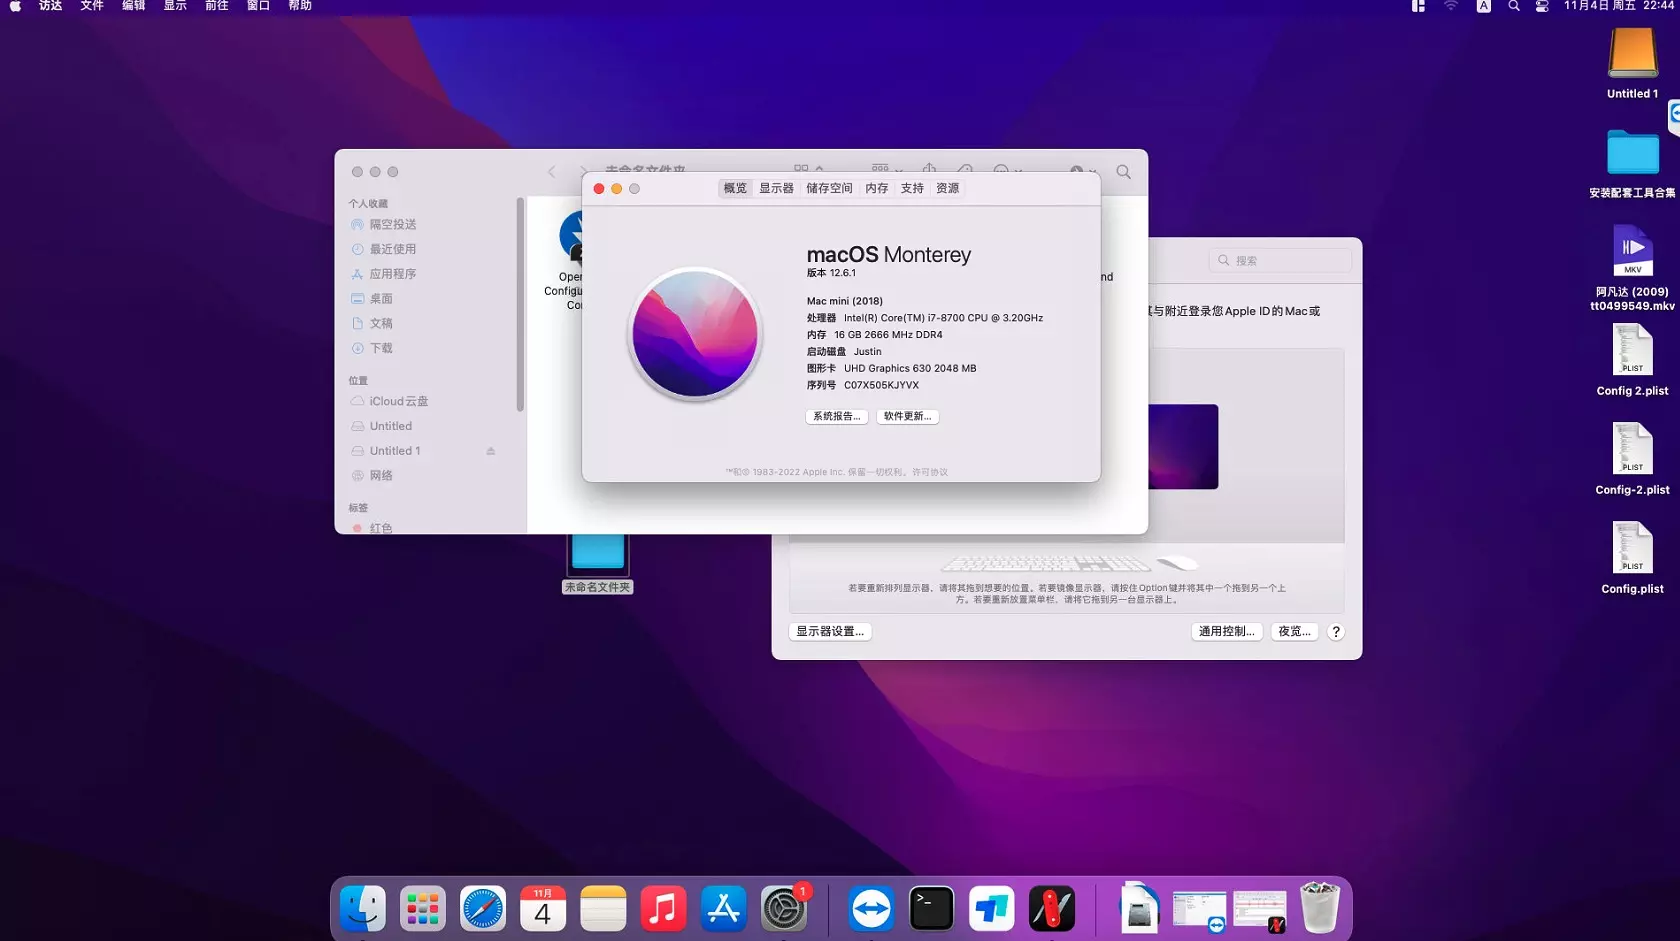 访达 文件 编辑 显示 前往 窗口 帮助
A
11月4日 周五 22:44
Untitled 1
安装配套工具合集
MKV
阿凡达 (2009)
tt0499549.mkv
PLIST
Config 2.plist
PLIST
Config-2.plist
PLIST
Config.plist
未命名文件夹
个人收藏
隔空投送
最近使用
应用程序
桌面
文稿
下载
位置
iCloud云盘
Untitled
Untitled 1
网络
标签
红色
概览 显示器 储存空间 内存 支持 资源
macOS Monterey
版本 12.6.1
Mac mini (2018)
处理器 Intel(R) Core(TM) i7-8700 CPU @ 3.20GHz
内存 16 GB 2666 MHz DDR4
启动磁盘 Justin
图形卡 UHD Graphics 630 2048 MB
序列号 C07X505KJYVX
系统报告... 软件更新...
™和© 1983-2022 Apple Inc. 保留一切权利。许可协议
搜索
与附近登录您Apple ID的Mac或
若要重新排列显示器，请将其拖到想要的位置。若要镜像显示器，请按住Option键并将其中一个拖到另一个上
方。若要重新放置菜单栏，请将它拖到另一台显示器上。
显示器设置... 通用控制... 夜览... ?
未命名文件夹
11月
4
1